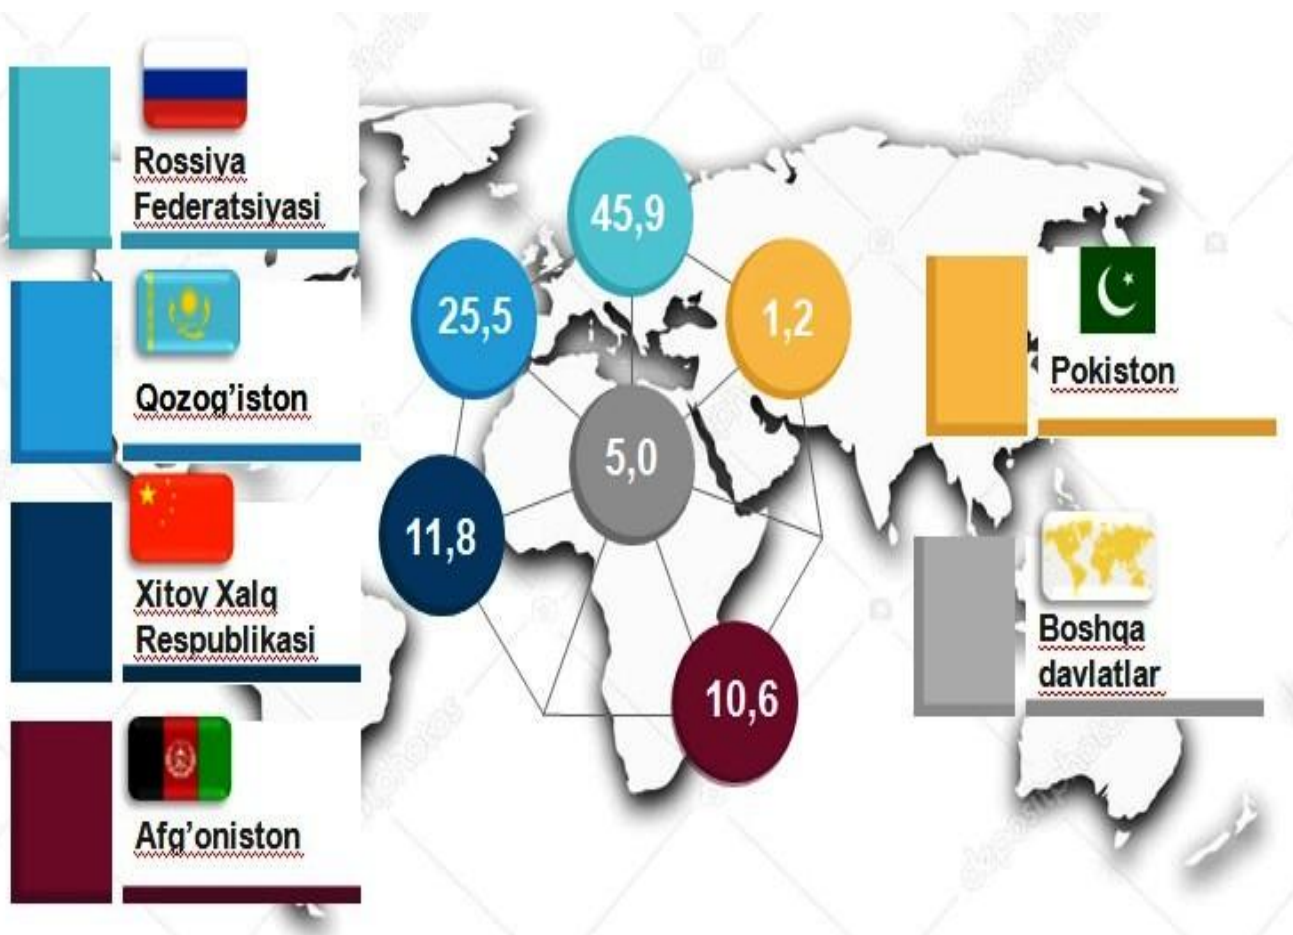 Rossiya
Federatsiyasi
Qozog’iston
Xitoy Xalq
Respublikasi
Afg’oniston
45,9
25,5
1,2
5,0
11,8
10,6
Pokiston
Boshqa
davlatlar